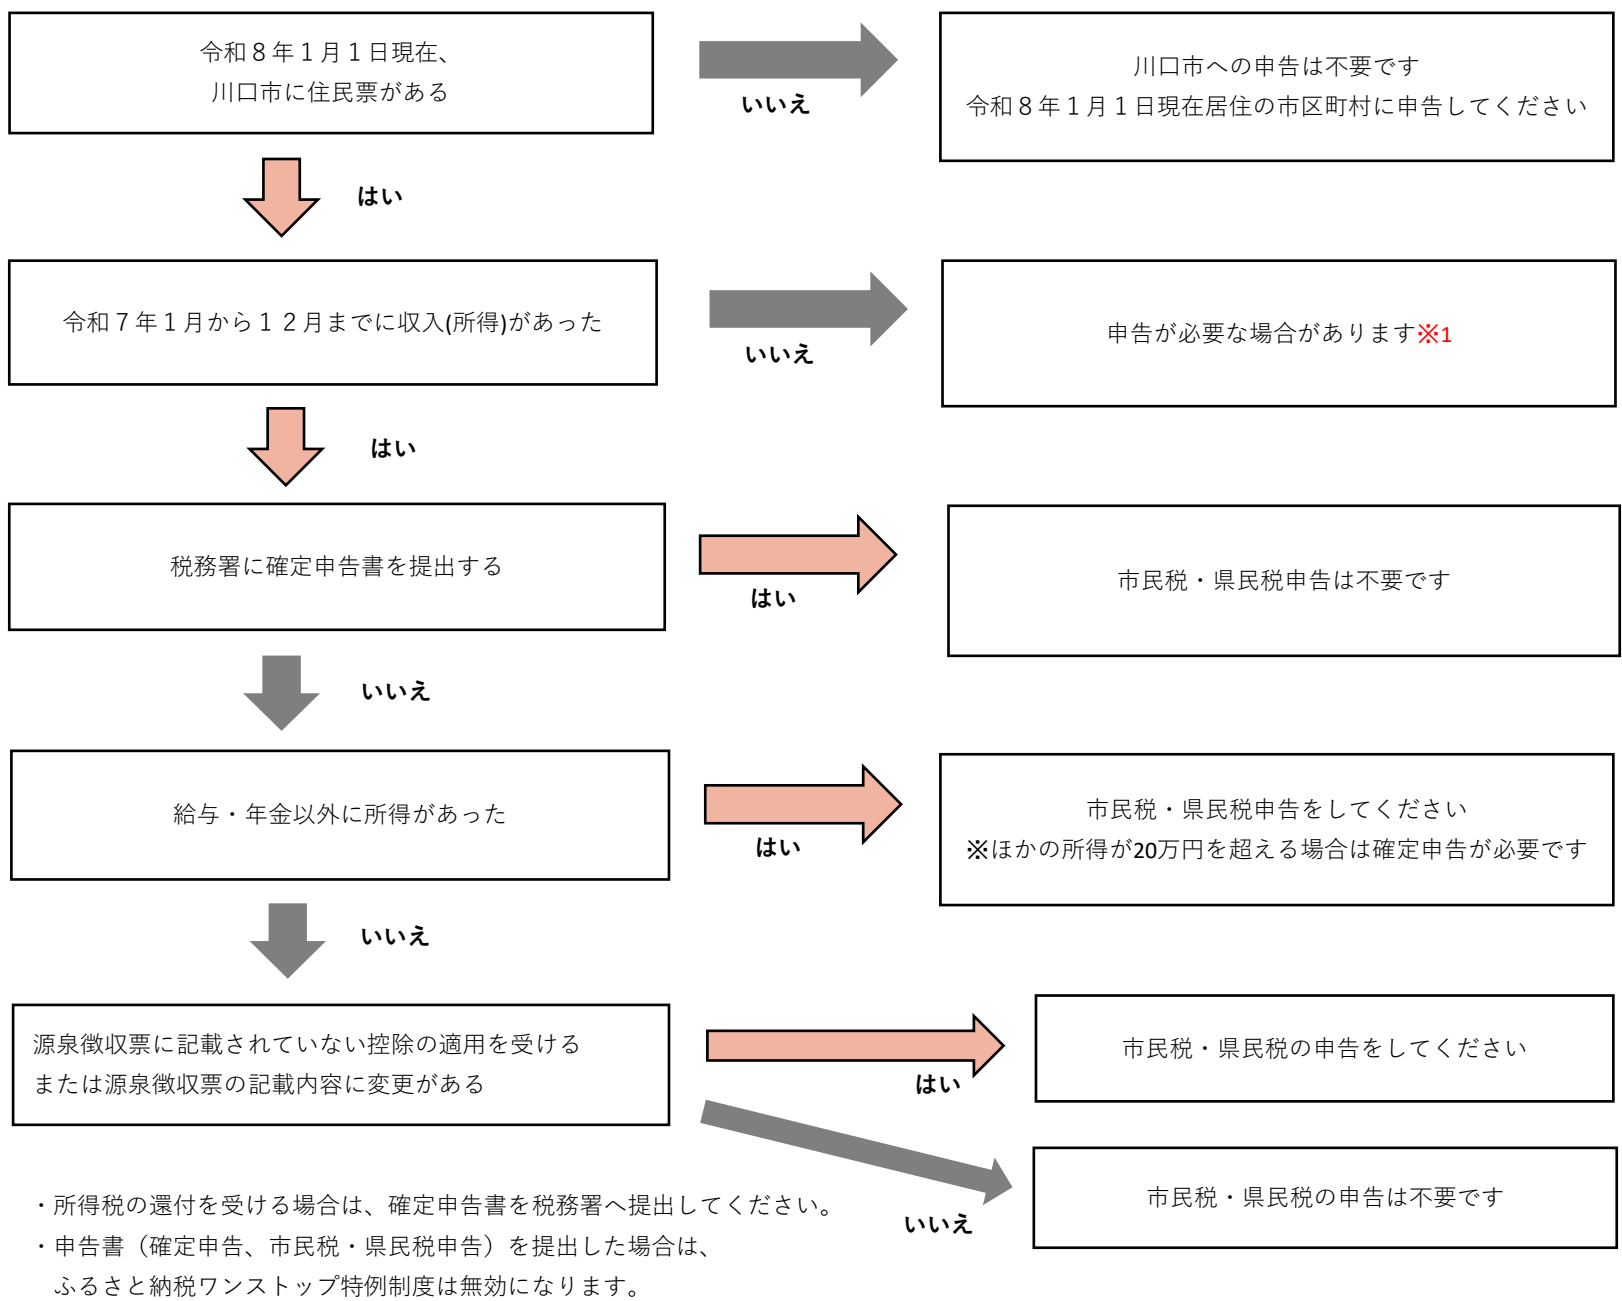 令和８年１月１日現在、
川口市に住民票がある
いいえ
川口市への申告は不要です
令和８年１月１日現在居住の市区町村に申告してください
はい
令和７年１月から１２月までに収入(所得)があった
いいえ
申告が必要な場合があります※1
はい
税務署に確定申告書を提出する
はい
市民税・県民税申告は不要です
いいえ
給与・年金以外に所得があった
はい
市民税・県民税申告をしてください
※ほかの所得が20万円を超える場合は確定申告が必要です
いいえ
源泉徴収票に記載されていない控除の適用を受ける
または源泉徴収票の記載内容に変更がある
はい
市民税・県民税の申告をしてください
いいえ
市民税・県民税の申告は不要です
・所得税の還付を受ける場合は、確定申告書を税務署へ提出してください。
・申告書（確定申告、市民税・県民税申告）を提出した場合は、
ふるさと納税ワンストップ特例制度は無効になります。